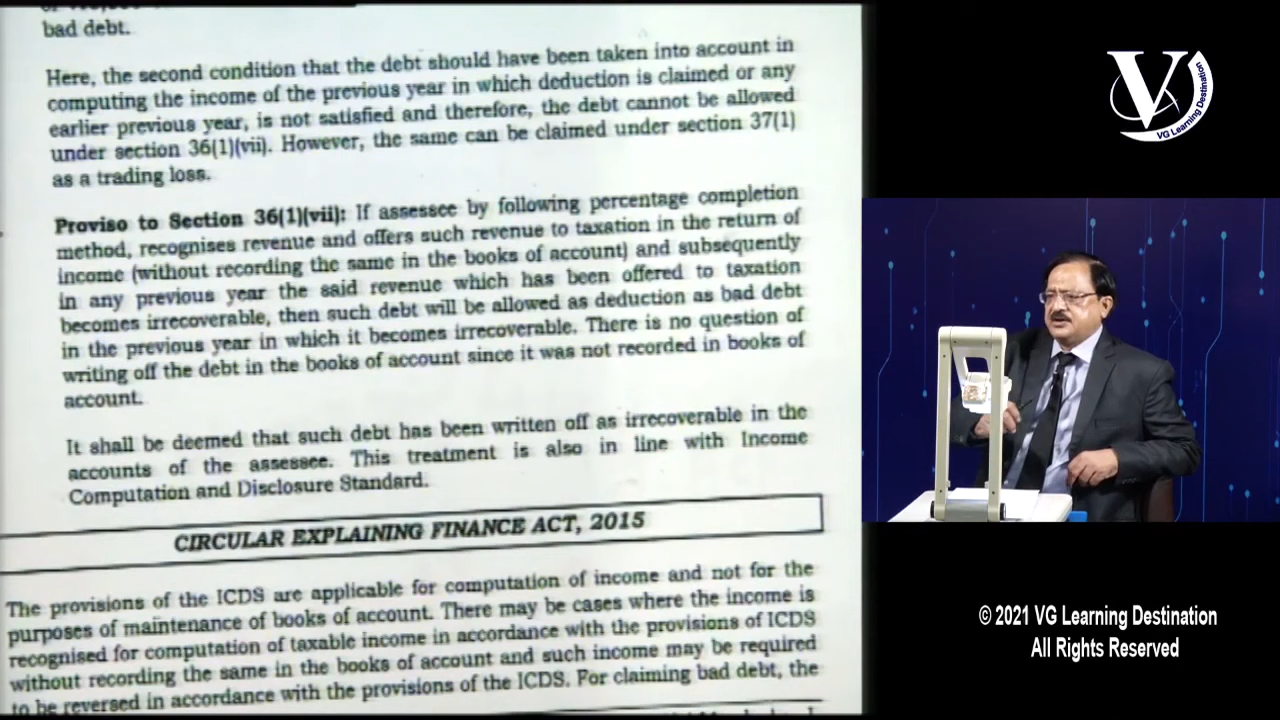 bad debt.
Here, the second condition that the debt should have been taken into account in
computing the income of the previous year in which deduction is claimed or any
earlier previous year, is not satisfied and therefore, the debt cannot be allowed
under section 36(1)(vii). However, the same can be claimed under section 37(1)
as a trading loss.
Proviso to Section 36(1)(vii): If assessee by following percentage completion
method, recognises revenue and offers such revenue to taxation in the return of
income (without recording the same in the books of account) and subsequently
in any previous year the said revenue which has been offered to taxation
becomes irrecoverable, then such debt will be allowed as deduction as bad debt
in the previous year in which it becomes irrecoverable. There is no question of
writing off the debt in the books of account since it was not recorded in books of
account.
It shall be deemed that such debt has been written off as irrecoverable in the
accounts of the assessee. This treatment is also in line with Income
Computation and Disclosure Standard.
CIRCULAR EXPLAINING FINANCE ACT, 2015
The provisions of the ICDS are applicable for computation of income and not for the
purposes of maintenance of books of account. There may be cases where the income is
recognised for computation of taxable income in accordance with the provisions of ICDS
without recording the same in the books of account and such income may be required
to be reversed in accordance with the provisions of the ICDS. For claiming bad debt, the
V
VG Learning Destination
© 2021 VG Learning Destination
All Rights Reserved